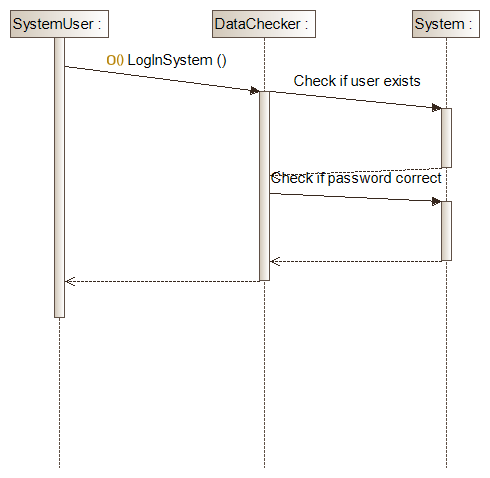 SystemUser :
DataChecker :
System :
O() LogInSystem ()
Check if user exists
Check if password correct